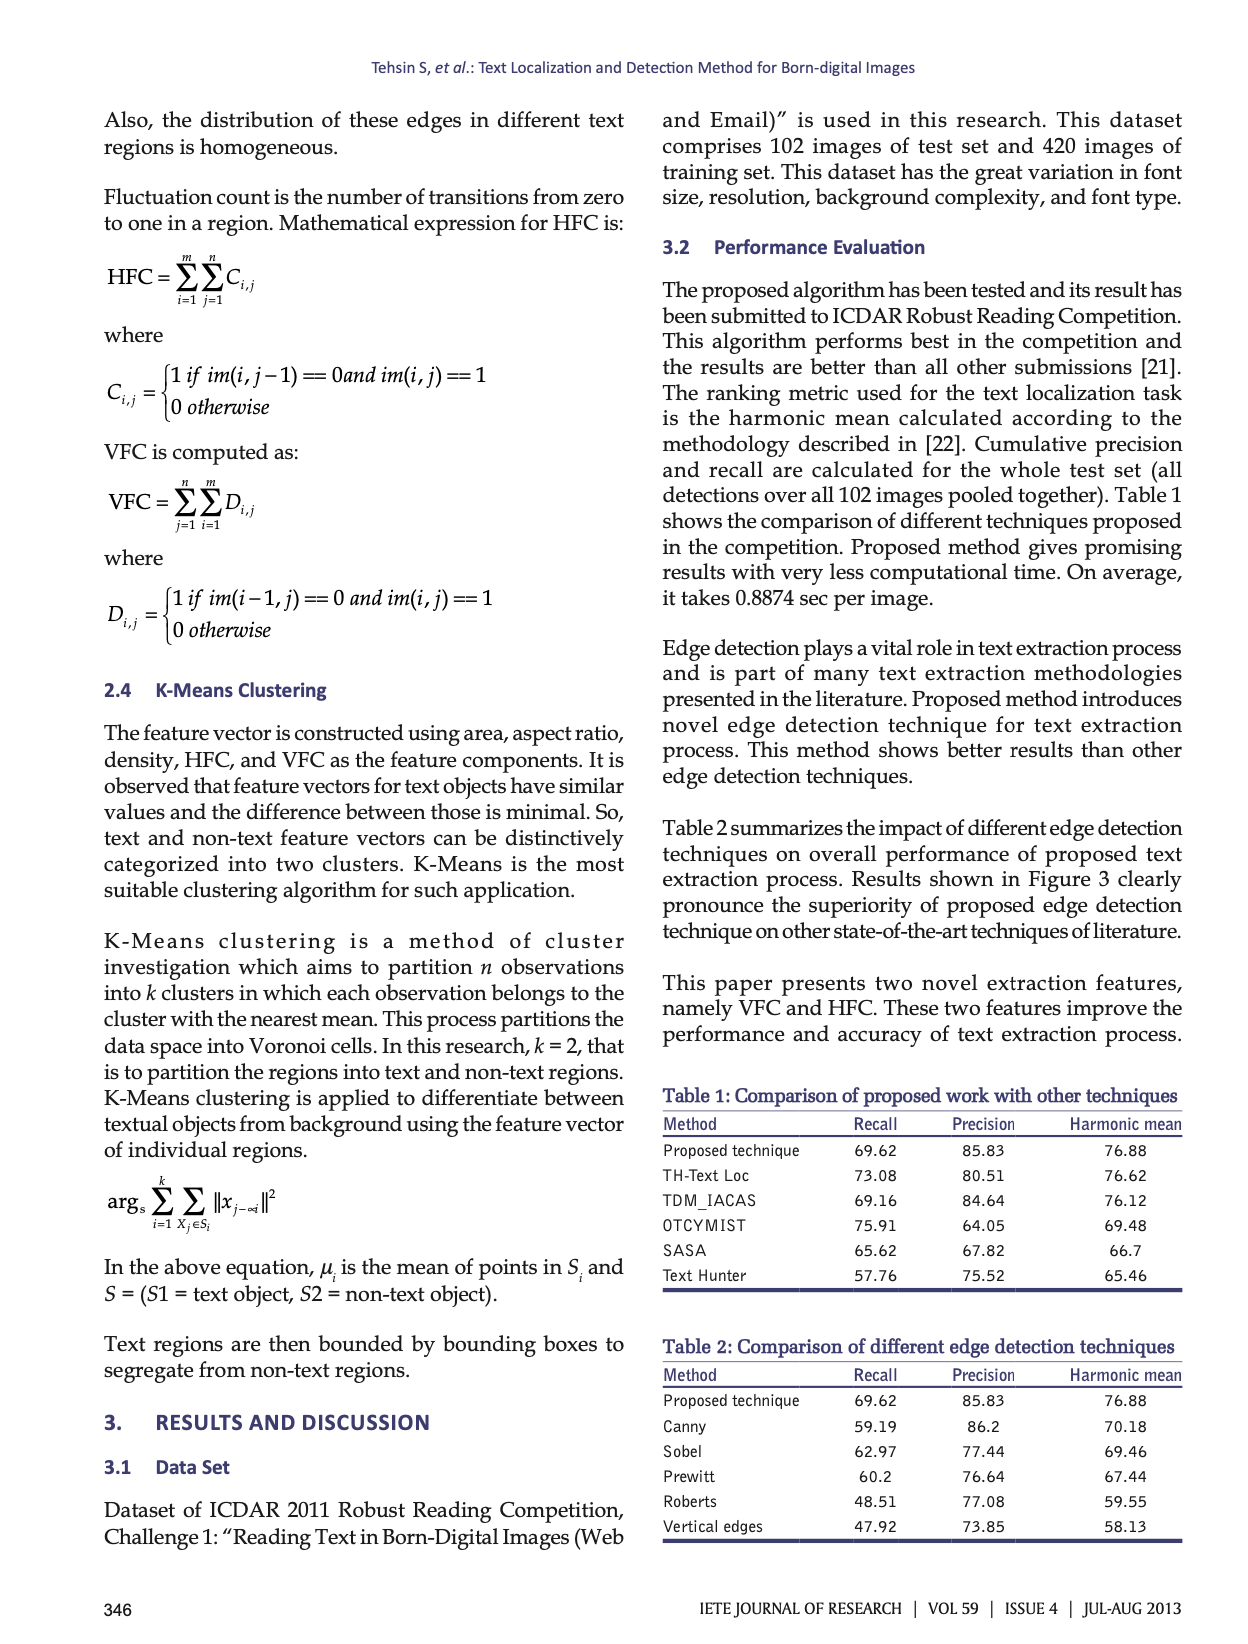 Tehsin S, et al.: Text Localization and Detection Method for Born-digital Images
Also, the distribution of these edges in different text
regions is homogeneous.
Fluctuation count is the number of transitions from zero
to one in a region. Mathematical expression for HFC is:
HFC = ∑_{i=1}^{m} ∑_{j=1}^{n} C_{i,j}
where
C_{i,j} = {1 if im(i, j−1) == 0and im(i, j) == 1
0 otherwise
VFC is computed as:
VFC = ∑_{j=1}^{n} ∑_{i=1}^{m} D_{i,j}
where
D_{i,j} = {1 if im(i−1, j) == 0 and im(i, j) == 1
0 otherwise
2.4 K-Means Clustering
The feature vector is constructed using area, aspect ratio,
density, HFC, and VFC as the feature components. It is
observed that feature vectors for text objects have similar
values and the difference between those is minimal. So,
text and non-text feature vectors can be distinctively
categorized into two clusters. K-Means is the most
suitable clustering algorithm for such application.
K-Means clustering is a method of cluster
investigation which aims to partition n observations
into k clusters in which each observation belongs to the
cluster with the nearest mean. This process partitions the
data space into Voronoi cells. In this research, k = 2, that
is to partition the regions into text and non-text regions.
K-Means clustering is applied to differentiate between
textual objects from background using the feature vector
of individual regions.
arg_s ∑_{i=1}^{k} ∑_{X_j∈S_i} ||x_{j−∝i}||²
In the above equation, μ_i is the mean of points in S_i and
S = (S1 = text object, S2 = non-text object).
Text regions are then bounded by bounding boxes to
segregate from non-text regions.
3. RESULTS AND DISCUSSION
3.1 Data Set
Dataset of ICDAR 2011 Robust Reading Competition,
Challenge 1: “Reading Text in Born-Digital Images (Web
and Email)” is used in this research. This dataset
comprises 102 images of test set and 420 images of
training set. This dataset has the great variation in font
size, resolution, background complexity, and font type.
3.2 Performance Evaluation
The proposed algorithm has been tested and its result has
been submitted to ICDAR Robust Reading Competition.
This algorithm performs best in the competition and
the results are better than all other submissions [21].
The ranking metric used for the text localization task
is the harmonic mean calculated according to the
methodology described in [22]. Cumulative precision
and recall are calculated for the whole test set (all
detections over all 102 images pooled together). Table 1
shows the comparison of different techniques proposed
in the competition. Proposed method gives promising
results with very less computational time. On average,
it takes 0.8874 sec per image.
Edge detection plays a vital role in text extraction process
and is part of many text extraction methodologies
presented in the literature. Proposed method introduces
novel edge detection technique for text extraction
process. This method shows better results than other
edge detection techniques.
Table 2 summarizes the impact of different edge detection
techniques on overall performance of proposed text
extraction process. Results shown in Figure 3 clearly
pronounce the superiority of proposed edge detection
technique on other state-of-the-art techniques of literature.
This paper presents two novel extraction features,
namely VFC and HFC. These two features improve the
performance and accuracy of text extraction process.
Table 1: Comparison of proposed work with other techniques
Method Recall Precision Harmonic mean
Proposed technique 69.62 85.83 76.88
TH-Text Loc 73.08 80.51 76.62
TDM_IACAS 69.16 84.64 76.12
OTCYMIST 75.91 64.05 69.48
SASA 65.62 67.82 66.7
Text Hunter 57.76 75.52 65.46
Table 2: Comparison of different edge detection techniques
Method Recall Precision Harmonic mean
Proposed technique 69.62 85.83 76.88
Canny 59.19 86.2 70.18
Sobel 62.97 77.44 69.46
Prewitt 60.2 76.64 67.44
Roberts 48.51 77.08 59.55
Vertical edges 47.92 73.85 58.13
346
IETE JOURNAL OF RESEARCH | VOL 59 | ISSUE 4 | JUL-AUG 2013